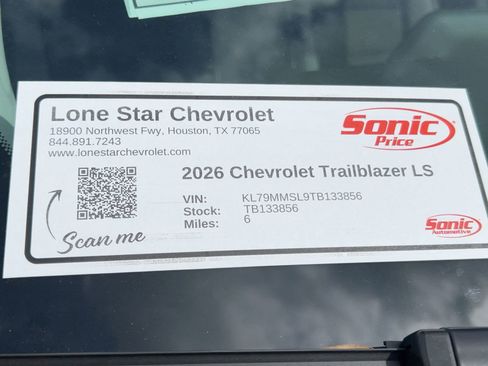 Lone Star Chevrolet
18900 Northwest Fwy, Houston, TX 77065
844.891.7243
www.lonestarchevrolet.com
Sonic
Price
2026 Chevrolet Trailblazer LS
VIN: KL79MMSL9TB133856
Stock: TB133856
Miles: 6
Scan me
Sonic
Automotive